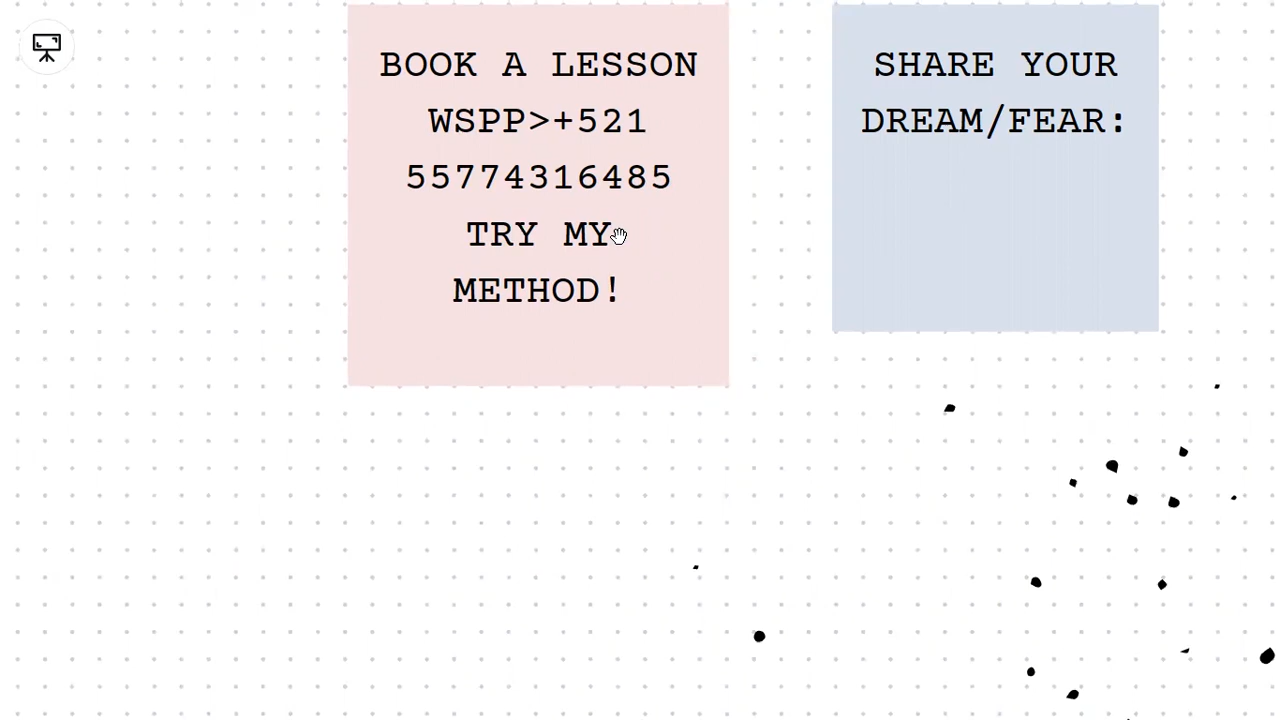 BOOK A LESSON
WSPP>+521
55774316485
TRY MY
METHOD!
SHARE YOUR
DREAM/FEAR: